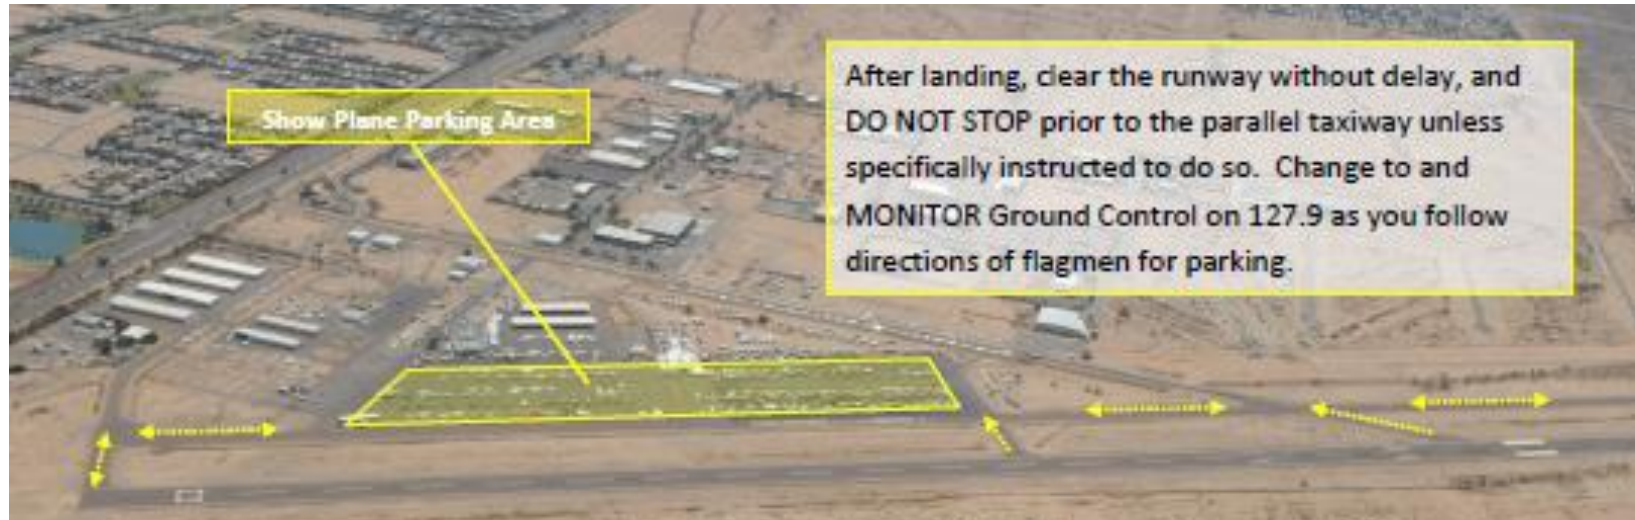 Show Plane Parking Area
After landing, clear the runway without delay, and
DO NOT STOP prior to the parallel taxiway unless
specifically instructed to do so.  Change to and
MONITOR Ground Control on 127.9 as you follow
directions of flagmen for parking.